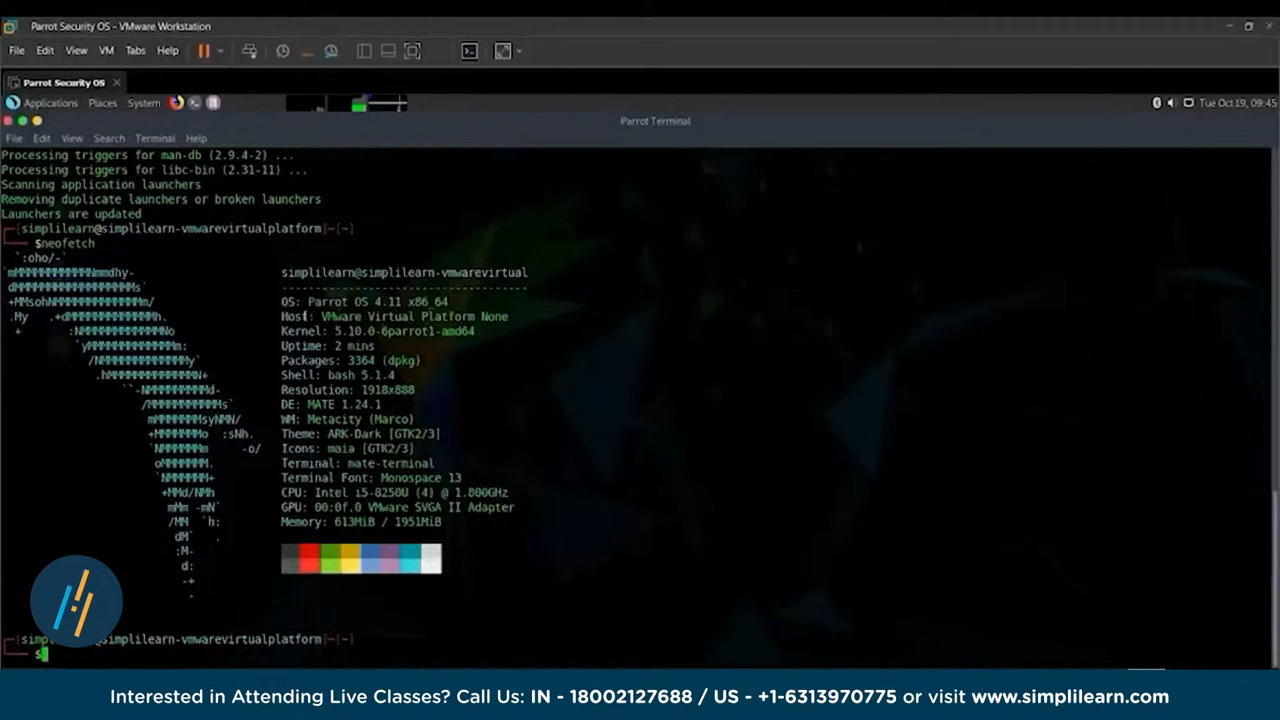 Parrot Security OS - VMware Workstation
File Edit View VM Tabs Help
Parrot Security OS
Applications Places System Tue Oct 19, 09:45
Parrot Terminal
File Edit View Search Terminal Help
Processing triggers for man-db (2.9.4-2) ...
Processing triggers for libc-bin (2.31-11) ...
Scanning application launchers
Removing duplicate launchers or broken launchers
Launchers are updated
[simplilearn@simplilearn-vmwarevirtualplatform]-[~]
$neofetch
simplilearn@simplilearn-vmwarevirtual
-------------------------------------
OS: Parrot OS 4.11 x86_64
Host: VMware Virtual Platform None
Kernel: 5.10.0-6parrot1-amd64
Uptime: 2 mins
Packages: 3364 (dpkg)
Shell: bash 5.1.4
Resolution: 1918x888
DE: MATE 1.24.1
WM: Metacity (Marco)
Theme: ARK-Dark [GTK2/3]
Icons: maia [GTK2/3]
Terminal: mate-terminal
Terminal Font: Monospace 13
CPU: Intel i5-8250U (4) @ 1.800GHz
GPU: 00:0f.0 VMware SVGA II Adapter
Memory: 613MiB / 1951MiB
@simplilearn-vmwarevirtualplatform]-[~]
$
Interested in Attending Live Classes? Call Us: IN - 18002127688 / US - +1-6313970775 or visit www.simplilearn.com